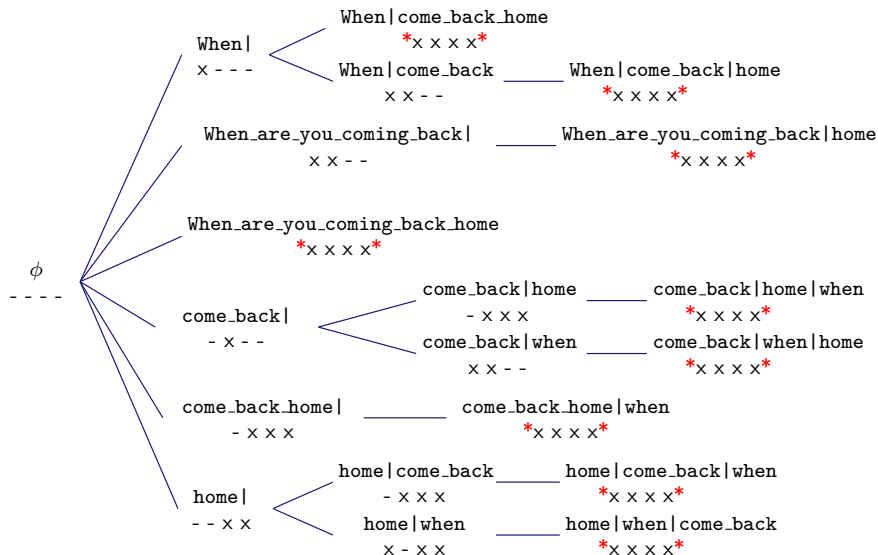 When|come_back_home
*x x x x*
When|
x - - -
When|come_back
x x - -
When|come_back|home
*x x x x*
When_are_you_coming_back|
x x - -
When_are_you_coming_back|home
*x x x x*
When_are_you_coming_back_home
*x x x x*
ϕ
- - - -
come_back|
- x - -
come_back|home
- x x x
come_back|home|when
*x x x x*
come_back|when
x x - -
come_back|when|home
*x x x x*
come_back_home|
- x x x
come_back_home|when
*x x x x*
home|
- - x x
home|come_back
- x x x
home|come_back|when
*x x x x*
home|when
x - x x
home|when|come_back
*x x x x*